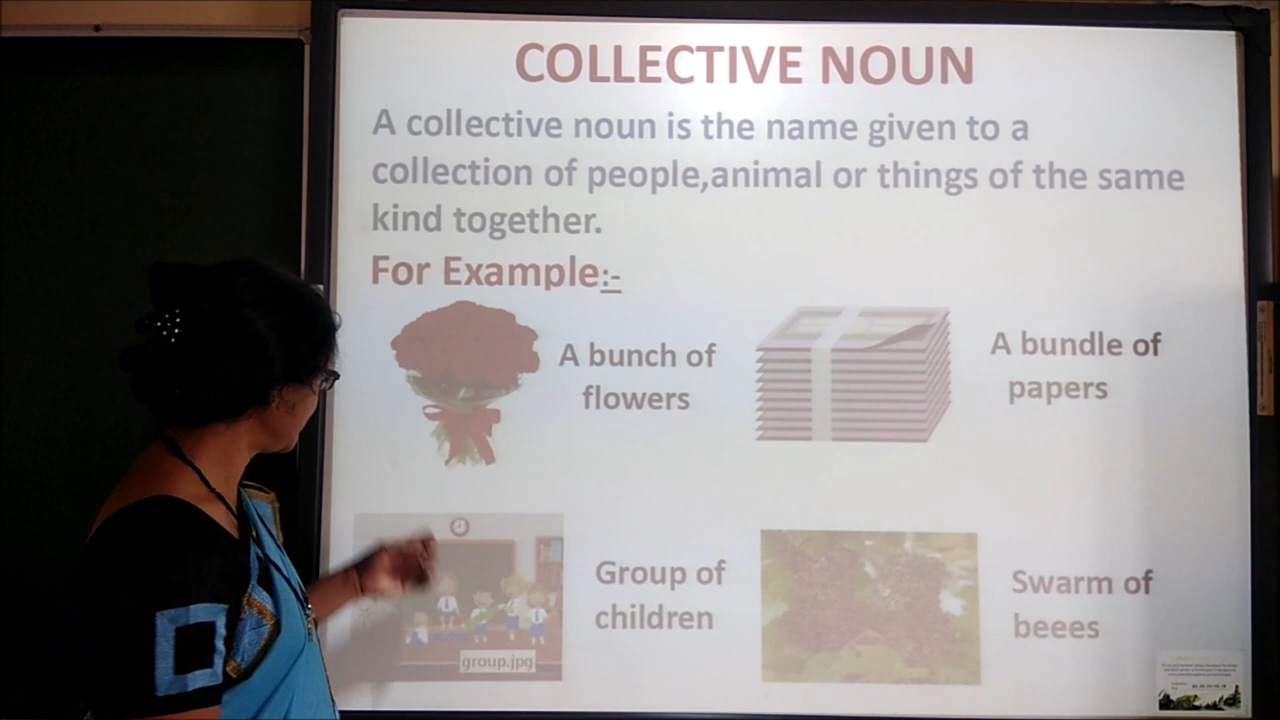 COLLECTIVE NOUN
A collective noun is the name given to a
collection of people,animal or things of the same
kind together.
For Example:-
A bunch of
flowers
A bundle of
papers
Group of
children
group.jpg
Swarm of
beees